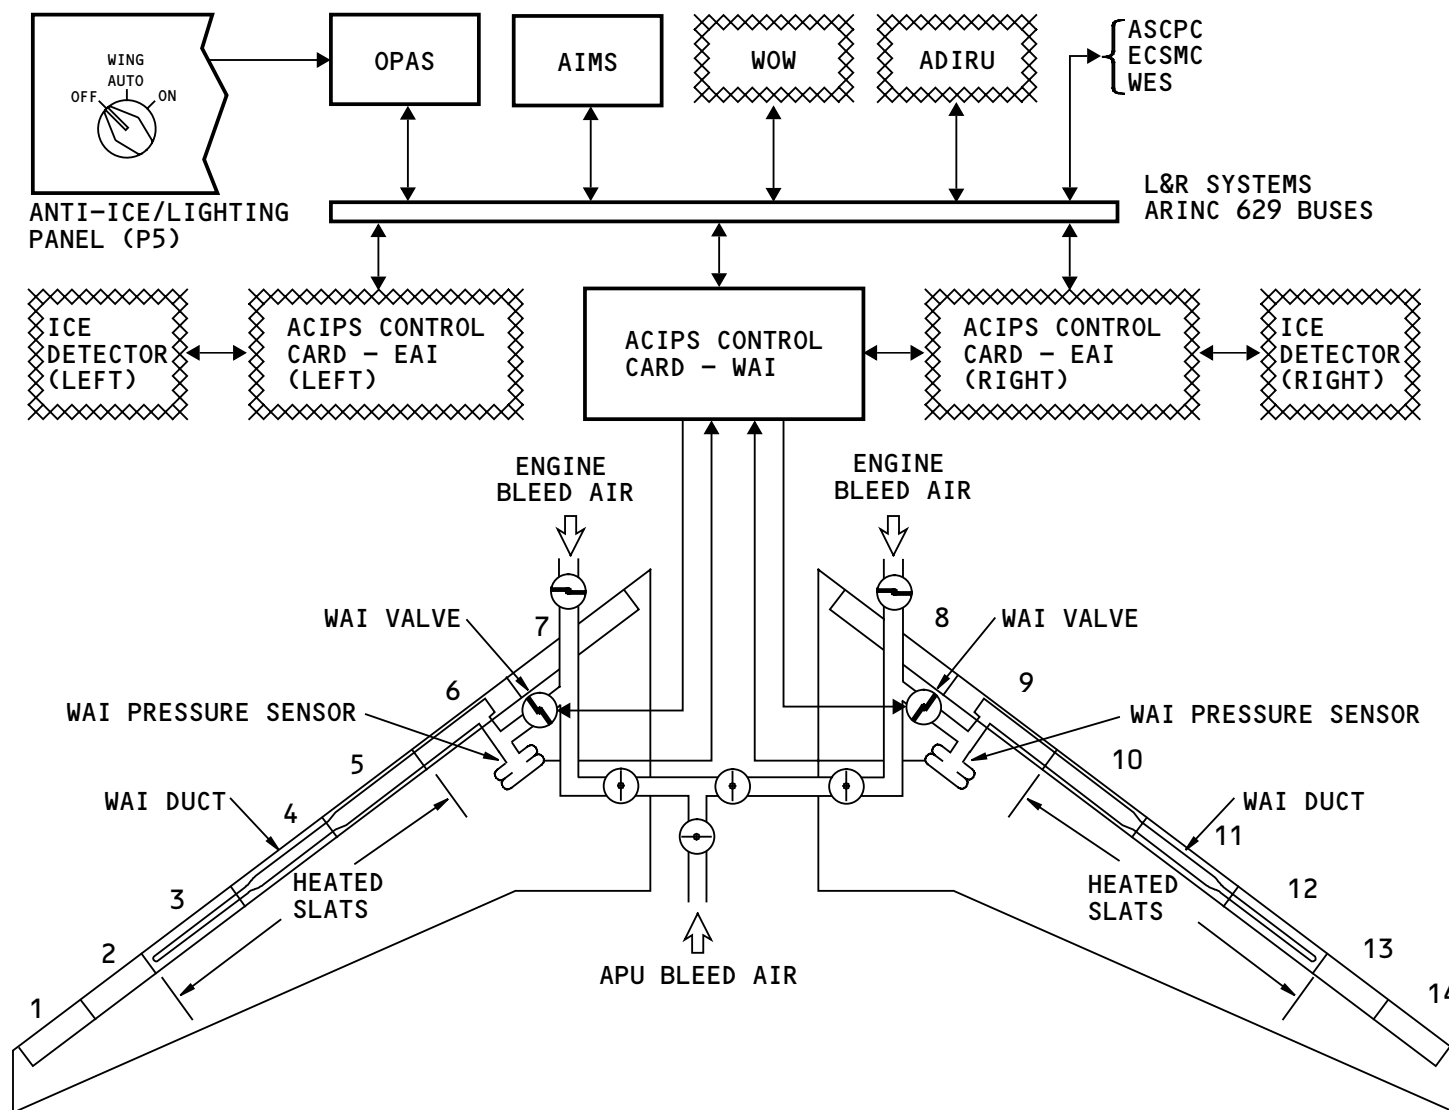 WING
AUTO
OFF
ON
OPAS
AIMS
WOW
ADIRU
ASCPC
ECSMC
WES
ANTI-ICE/LIGHTING
PANEL (P5)
L&R SYSTEMS
ARINC 629 BUSES
ICE
DETECTOR
(LEFT)
ACIPS CONTROL
CARD - EAI
(LEFT)
ACIPS CONTROL
CARD - WAI
ACIPS CONTROL
CARD - EAI
(RIGHT)
ICE
DETECTOR
(RIGHT)
ENGINE
BLEED AIR
ENGINE
BLEED AIR
WAI VALVE
7
8
WAI VALVE
6
9
WAI PRESSURE SENSOR
WAI PRESSURE SENSOR
5
10
WAI DUCT
4
11
WAI DUCT
3
HEATED
SLATS
HEATED
SLATS
12
2
13
APU BLEED AIR
1
14